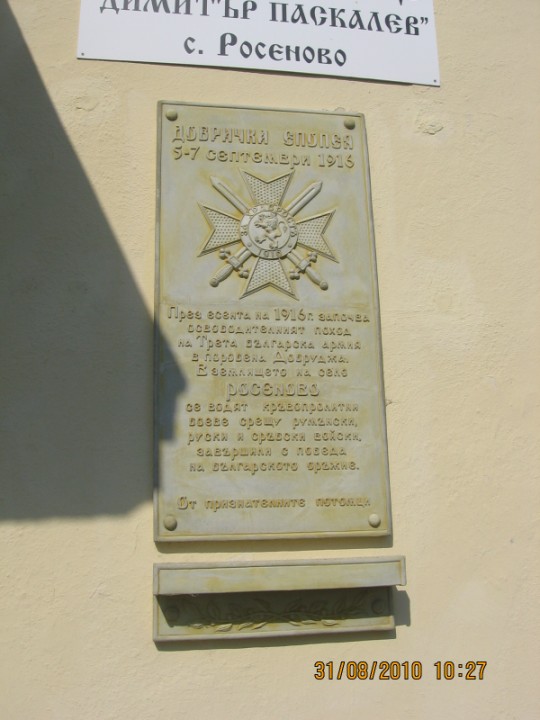 "ДИМИТЪР ПАСКАЛЕВ"
с. Росеново
ДОБРИЧКА ЕПОПЕЯ
5-7 септември 1916
През есента на 1916 г. започва
освободителният поход
на Трета българска армия
в поробена Добруджа.
В землището на село
РОСЕНОВО
се водят кръвопролитни
боеве срещу румънски,
руски и сръбски войски,
завършили с победа
на българското оръжие.
От признателните потомци
31/08/2010 10:27